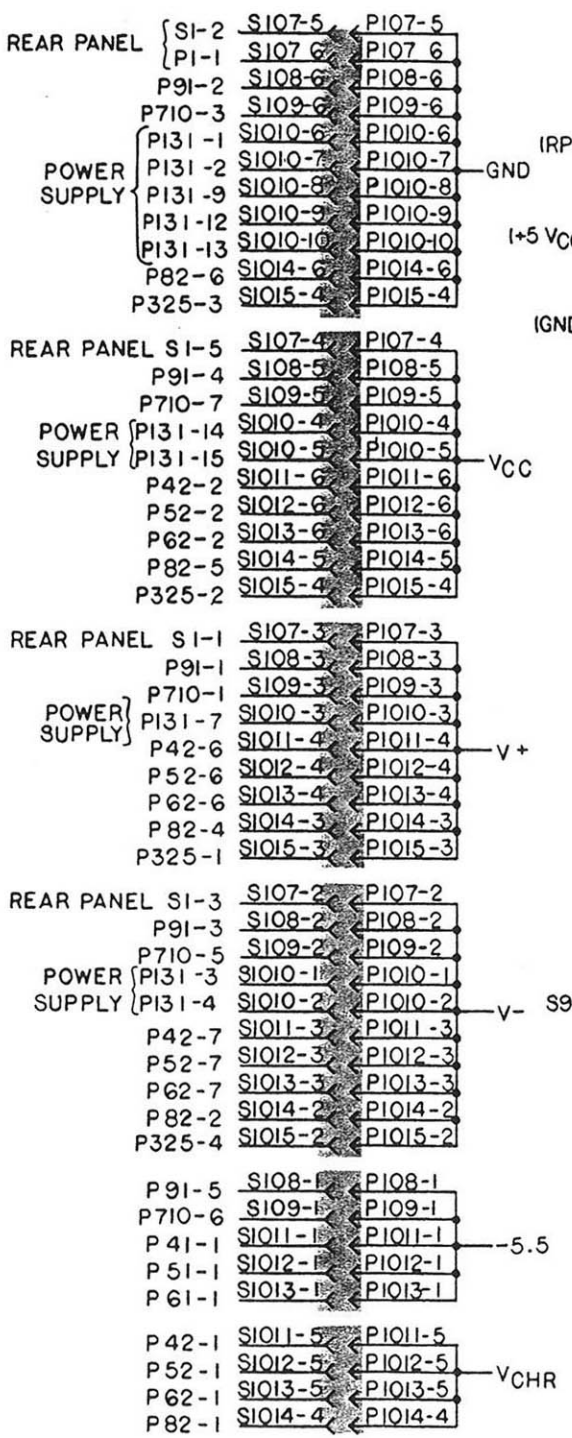 REAR PANEL S1-2 S107-5 P107-5
P1-1 S107 6 P107 6
P91-2 S108-6 P108-6
P710-3 S109-6 P109-6
P131-1 S1010-6 P1010-6
(RP
POWER SUPPLY P131-2 S1010-7 P1010-7 GND
P131-9 S1010-8 P1010-8
P131-12 S1010-9 P1010-9
P131-13 S1010-10 P1010-10
(+5 VCC
P82-6 S1014-6 P1014-6
P325-3 S1015-4 P1015-4
(GND
REAR PANEL S1-5 S107-4 P107-4
P91-4 S108-5 P108-5
P710-7 S109-5 P109-5
POWER P131-14 S1010-4 P1010-4
SUPPLY P131-15 S1010-5 P1010-5 VCC
P42-2 S1011-6 P1011-6
P52-2 S1012-6 P1012-6
P62-2 S1013-6 P1013-6
P82-5 S1014-5 P1014-5
P325-2 S1015-4 P1015-4
REAR PANEL S1-1 S107-3 P107-3
P91-1 S108-3 P108-3
P710-1 S109-3 P109-3
POWER SUPPLY P131-7 S1010-3 P1010-3
P42-6 S1011-4 P1011-4 V+
P52-6 S1012-4 P1012-4
P62-6 S1013-4 P1013-4
P82-4 S1014-3 P1014-3
P325-1 S1015-3 P1015-3
REAR PANEL S1-3 S107-2 P107-2
P91-3 S108-2 P108-2
P710-5 S109-2 P109-2
POWER P131-3 S1010-1 P1010-1
SUPPLY P131-4 S1010-2 P1010-2 V- S9
P42-7 S1011-3 P1011-3
P52-7 S1012-3 P1012-3
P62-7 S1013-3 P1013-3
P82-2 S1014-2 P1014-2
P325-4 S1015-2 P1015-2
P91-5 S108-1 P108-1
P710-6 S109-1 P109-1
P41-1 S1011-1 P1011-1 -5.5
P51-1 S1012-1 P1012-1
P61-1 S1013-1 P1013-1
P42-1 S1011-5 P1011-5
P52-1 S1012-5 P1012-5 VCHR
P62-1 S1013-5 P1013-5
P82-1 S1014-4 P1014-4